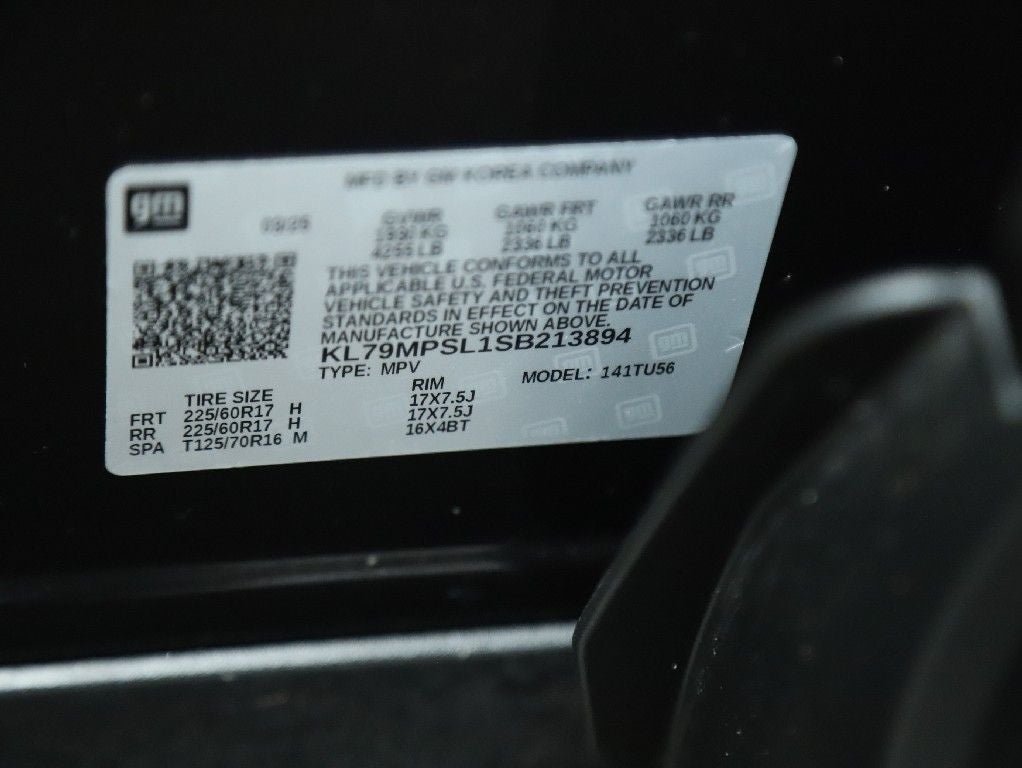 gm
MFD BY GM KOREA COMPANY
GVWR GAWR FRT GAWR RR
1930 KG 1060 KG 1060 KG
4255 LB 2336 LB 2336 LB
THIS VEHICLE CONFORMS TO ALL
APPLICABLE U.S. FEDERAL MOTOR
VEHICLE SAFETY AND THEFT PREVENTION
STANDARDS IN EFFECT ON THE DATE OF
MANUFACTURE SHOWN ABOVE.
KL79MPSL1SB213894
TYPE: MPV MODEL: 141TU56
TIRE SIZE RIM
FRT 225/60R17 H 17X7.5J
RR 225/60R17 H 17X7.5J
SPA T125/70R16 M 16X4BT